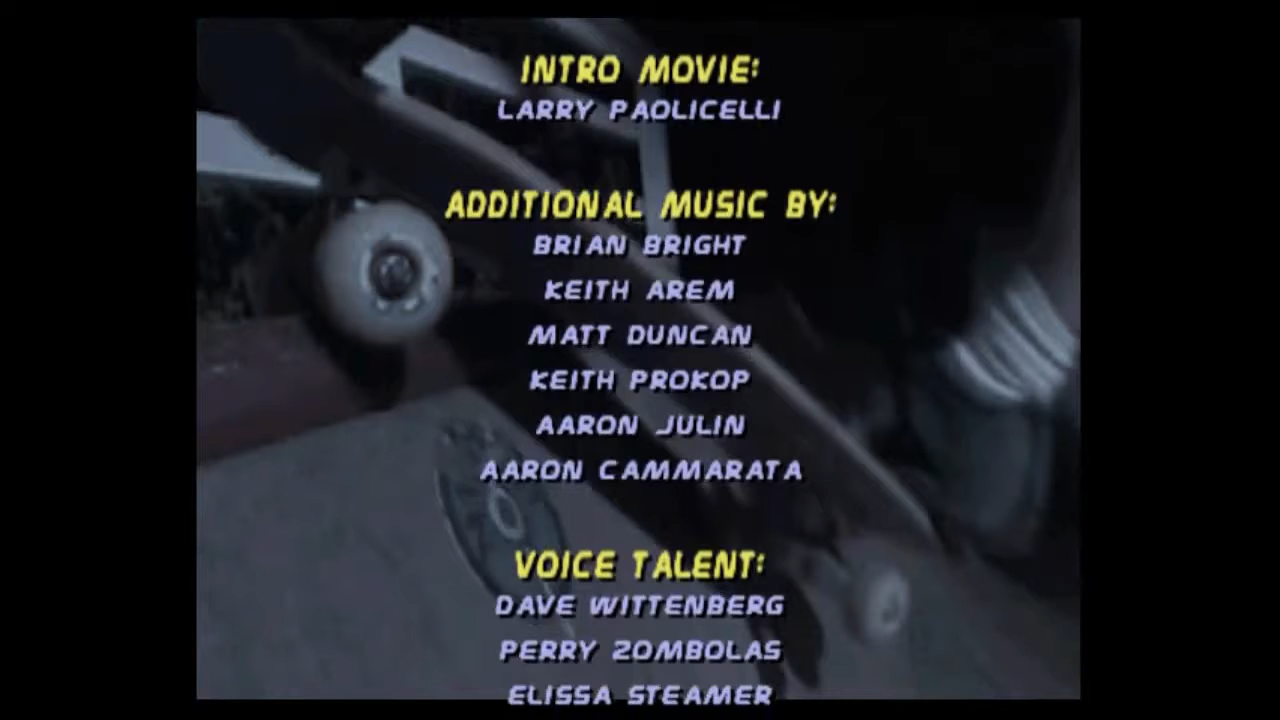 INTRO MOVIE:
LARRY PAOLICELLI
ADDITIONAL MUSIC BY:
BRIAN BRIGHT
KEITH AREM
MATT DUNCAN
KEITH PROKOP
AARON JULIN
AARON CAMMARATA
VOICE TALENT:
DAVE WITTENBERG
PERRY ZOMBOLAS
ELISSA STEAMER